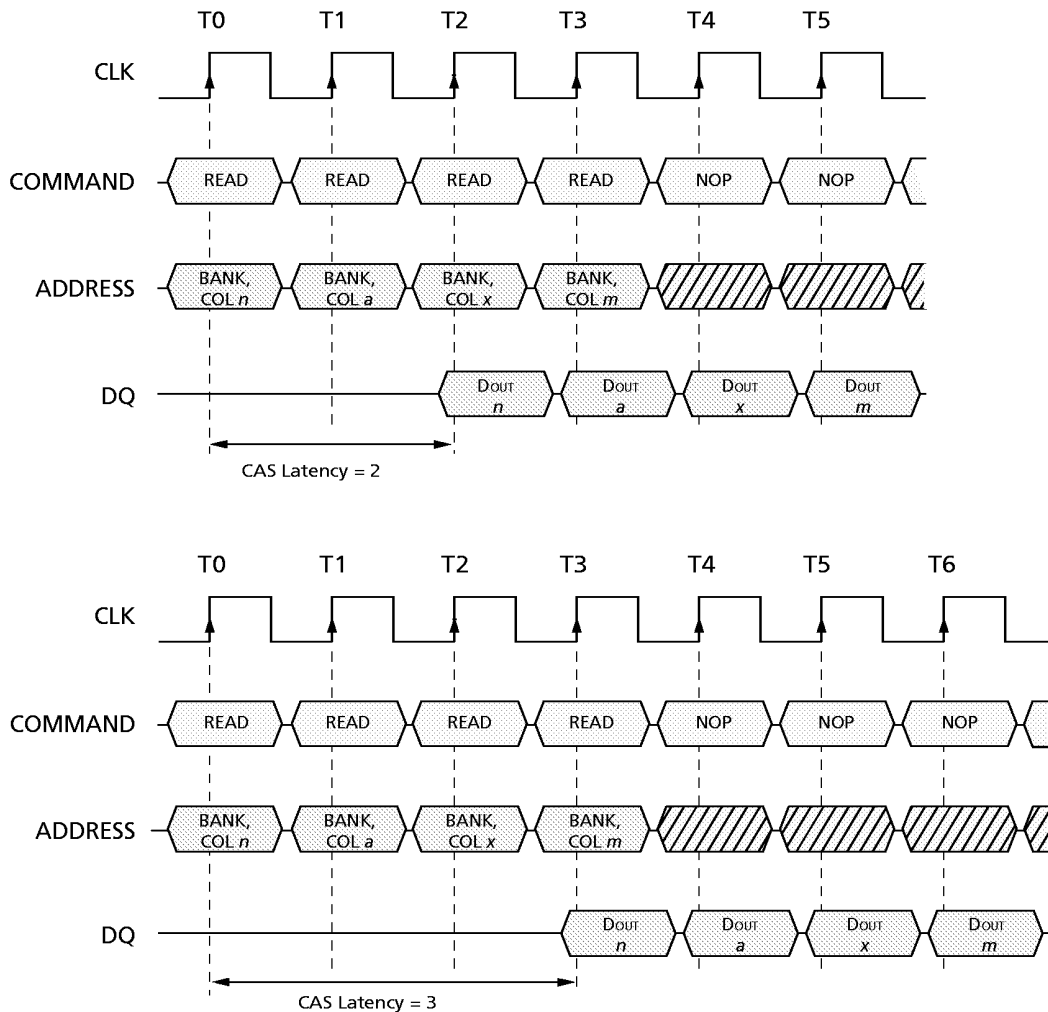 T0 T1 T2 T3 T4 T5
CLK
COMMAND READ READ READ READ NOP NOP
ADDRESS
BANK, BANK, BANK, BANK,
COL n COL a COL x COL m
DQ
DOUT DOUT DOUT DOUT
n a x m
CAS Latency = 2
T0 T1 T2 T3 T4 T5 T6
CLK
COMMAND READ READ READ READ NOP NOP NOP
ADDRESS
BANK, BANK, BANK, BANK,
COL n COL a COL x COL m
DQ
DOUT DOUT DOUT DOUT
n a x m
CAS Latency = 3